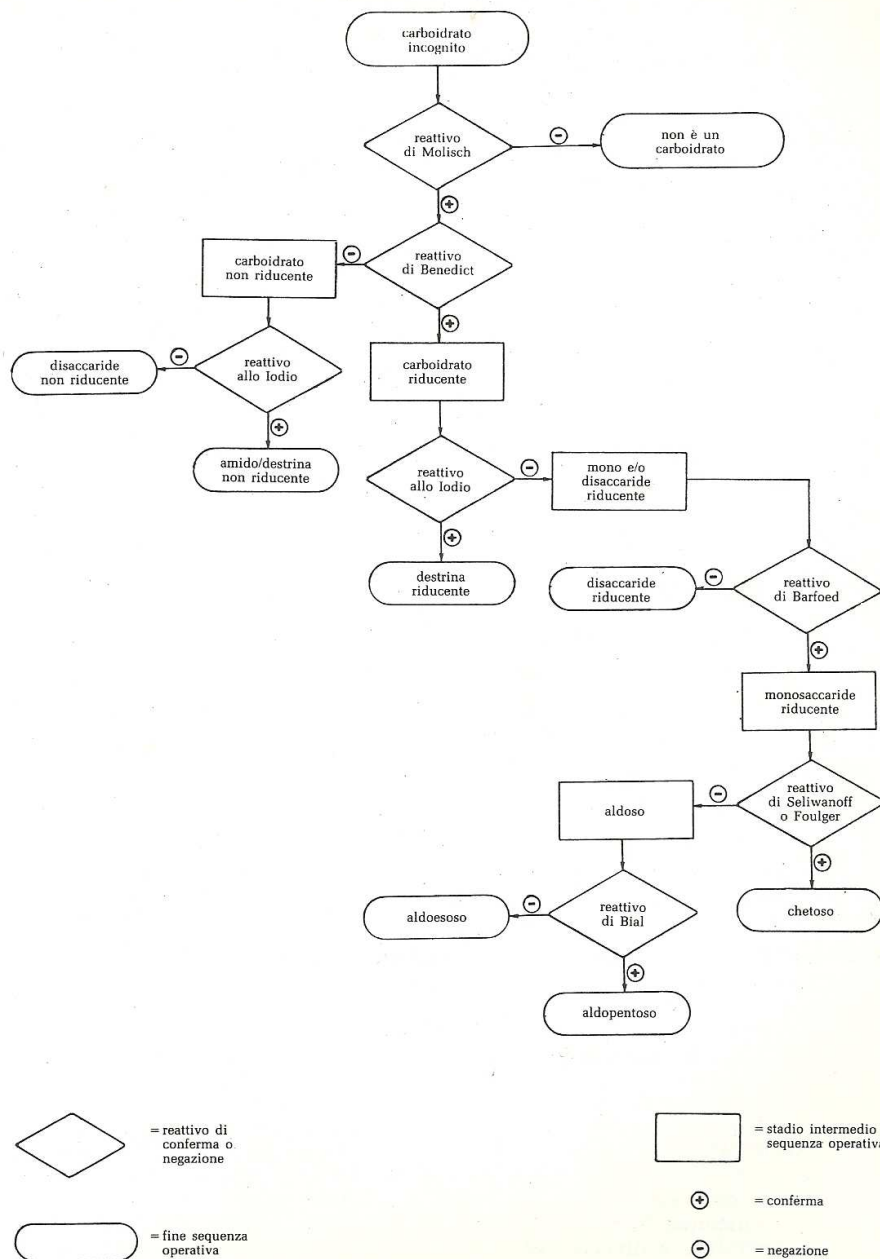 carboidrato
incognito
reattivo
di Molisch
non è un
carboidrato
reattivo
di Benedict
carboidrato
non riducente
reattivo
allo Iodio
disaccaride
non riducente
amido/destrina
non riducente
carboidrato
riducente
reattivo
allo Iodio
mono e/o
disaccaride
riducente
destrina
riducente
disaccaride
riducente
reattivo
di Barfoed
monosaccaride
riducente
reattivo
di Seliwanoff
o Foulger
aldoso
chetoso
aldoesoso
reattivo
di Bial
aldopentoso
= reattivo di
conferma o
negazione
= stadio intermedio
sequenza operativa
= conferma
= fine sequenza
operativa
= negazione